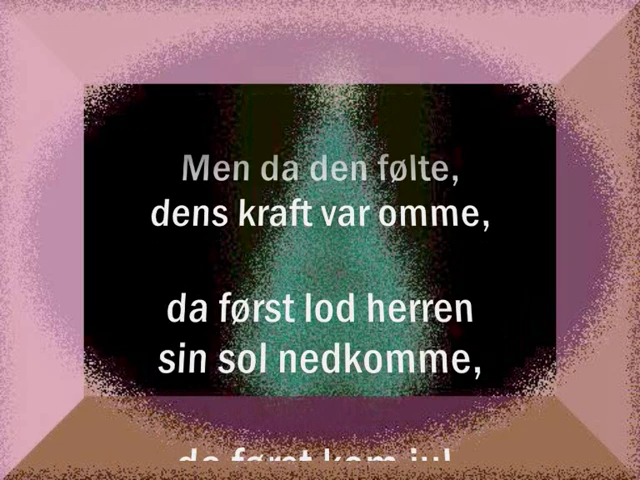 Men da den følte,
dens kraft var omme,
da først lod herren
sin sol nedkomme,
da først kom jul